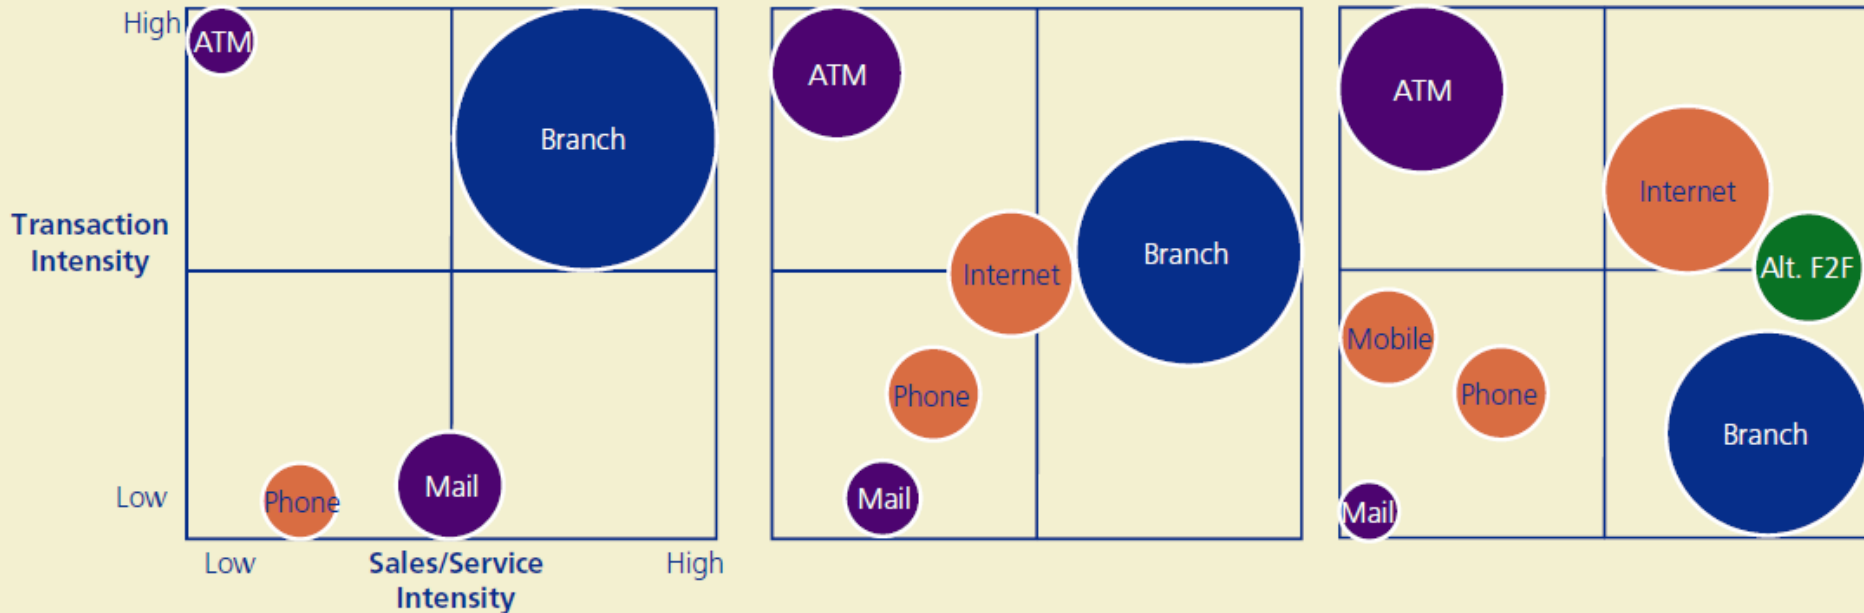 High
ATM
Branch
Transaction
Intensity
Phone
Mail
Low
Low
Sales/Service
Intensity
High
ATM
Branch
Internet
Phone
Mail
ATM
Internet
Alt. F2F
Mobile
Phone
Branch
Mail